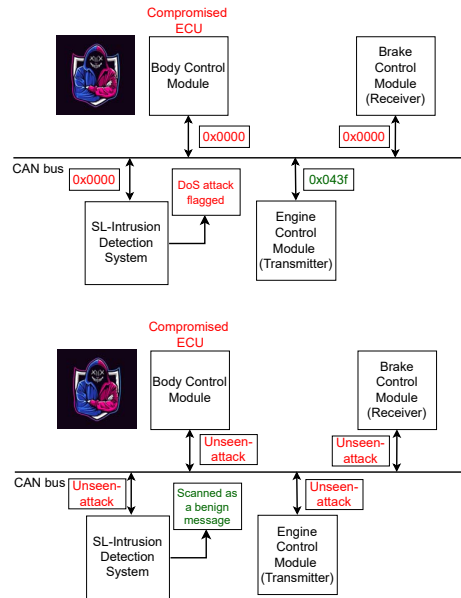 Compromised
ECU
Body Control
Module
Brake
Control
Module
(Receiver)
0x0000
0x0000
CAN bus
0x0000
DoS attack
flagged
0x043f
SL-Intrusion
Detection
System
Engine
Control
Module
(Transmitter)
Compromised
ECU
Body Control
Module
Brake
Control
Module
(Receiver)
Unseen-
attack
Unseen-
attack
CAN bus
Unseen-
attack
Scanned as
a benign
message
Unseen-
attack
SL-Intrusion
Detection
System
Engine
Control
Module
(Transmitter)